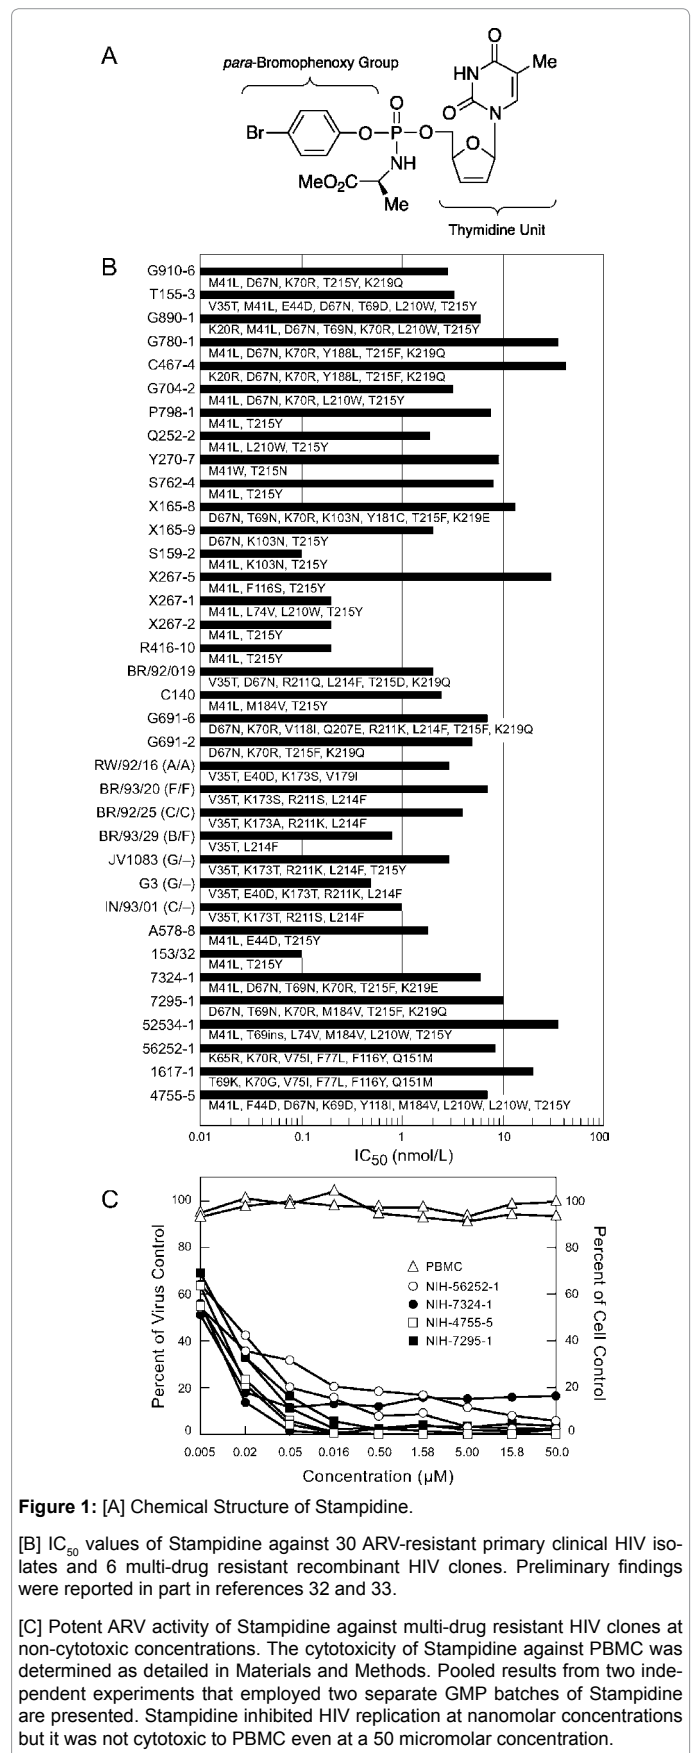 A
para-Bromophenoxy Group
O
NH
O
N
Me
Br
O
P
O
O
O
NH
MeO2C
Me
Thymidine Unit
B
G910-6
M41L, D67N, K70R, T215Y, K219Q
T155-3
V35T, M41L, E44D, D67N, T69D, L210W, T215Y
G890-1
K20R, M41L, D67N, T69N, K70R, L210W, T215Y
G780-1
M41L, D67N, K70R, Y188L, T215F, K219Q
C467-4
K20R, D67N, K70R, Y188L, T215F, K219Q
G704-2
M41L, D67N, K70R, L210W, T215Y
P798-1
M41L, T215Y
Q252-2
M41L, L210W, T215Y
Y270-7
M41W, T215N
S762-4
M41L, T215Y
X165-8
D67N, T69N, K70R, K103N, Y181C, T215F, K219E
X165-9
D67N, K103N, T215Y
S159-2
M41L, K103N, T215Y
X267-5
M41L, F116S, T215Y
X267-1
M41L, L74V, L210W, T215Y
X267-2
M41L, T215Y
R416-10
M41L, T215Y
BR/92/019
V35T, D67N, R211Q, L214F, T215D, K219Q
C140
M41L, M184V, T215Y
G691-6
D67N, K70R, V118I, Q207E, R211K, L214F, T215F, K219Q
G691-2
D67N, K70R, T215F, K219Q
RW/92/16 (A/A)
V35T, E40D, K173S, V179I
BR/93/20 (F/F)
V35T, K173S, R211S, L214F
BR/92/25 (C/C)
V35T, K173A, R211K, L214F
BR/93/29 (B/F)
V35T, L214F
JV1083 (G/–)
V35T, K173T, R211K, L214F, T215Y
G3 (G/–)
V35T, E40D, K173T, R211K, L214F
IN/93/01 (C/–)
V35T, K173T, R211S, L214F
A578-8
M41L, E44D, T215Y
153/32
M41L, T215Y
7324-1
M41L, D67N, T69N, K70R, T215F, K219E
7295-1
D67N, T69N, K70R, M184V, T215F, K219Q
52534-1
M41L, T69ins, L74V, M184V, L210W, T215Y
56252-1
K65R, K70R, V75I, F77L, F116Y, Q151M
1617-1
T69K, K70G, V75I, F77L, F116Y, Q151M
4755-5
M41L, F44D, D67N, K69D, Y118I, M184V, L210W, L210W, T215Y
0.01 0.1 1 10 100
IC50 (nmol/L)
C
Percent of Virus Control
100
80
60
40
20
0
PBMC
NIH-56252-1
NIH-7324-1
NIH-4755-5
NIH-7295-1
100
80
60
40
20
0
Percent of Cell Control
0.005 0.02 0.05 0.016 0.50 1.58 5.00 15.8 50.0
Concentration (μM)
Figure 1: [A] Chemical Structure of Stampidine.
[B] IC50 values of Stampidine against 30 ARV-resistant primary clinical HIV iso-
lates and 6 multi-drug resistant recombinant HIV clones. Preliminary findings
were reported in part in references 32 and 33.
[C] Potent ARV activity of Stampidine against multi-drug resistant HIV clones at
non-cytotoxic concentrations. The cytotoxicity of Stampidine against PBMC was
determined as detailed in Materials and Methods. Pooled results from two inde-
pendent experiments that employed two separate GMP batches of Stampidine
are presented. Stampidine inhibited HIV replication at nanomolar concentrations
but it was not cytotoxic to PBMC even at a 50 micromolar concentration.